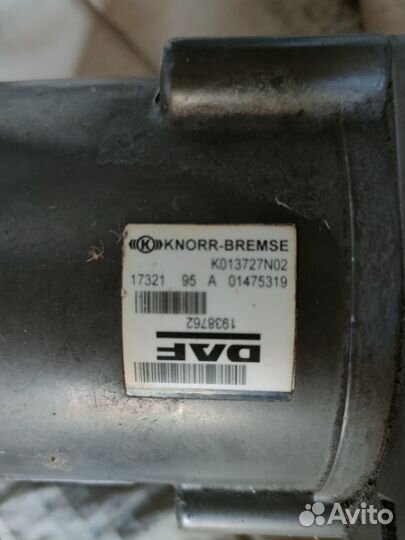 KNORR-BREMSE
K013727N02
17321 95 A 01475319
1938762
DAF
Avito